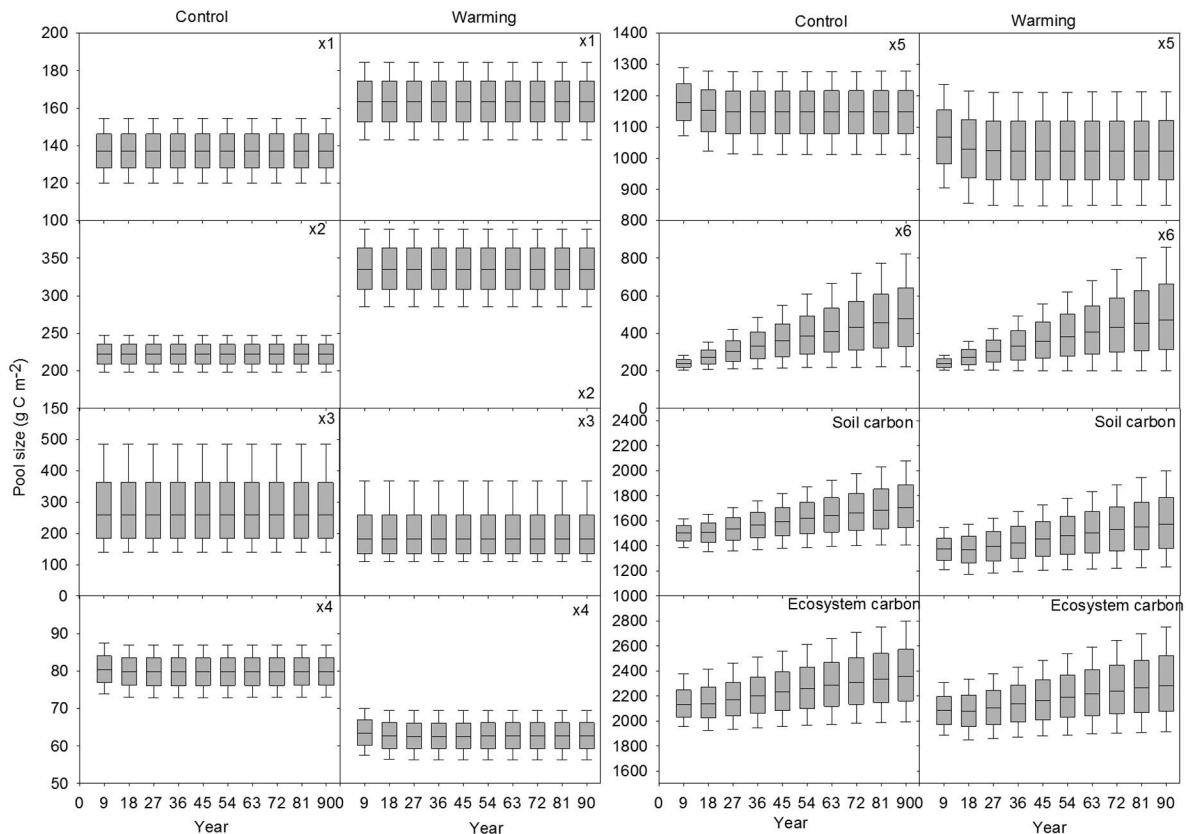 Control
Warming
Control
Warming
200
180
160
140
120
100
x1
x1
1400
1300
1200
1100
1000
900
800
x5
x5
350
300
250
200
150
x2
x2
800
600
400
200
0
x6
x6
Pool size (g C m-2)
500
400
300
200
100
0
x3
x3
2400
2200
2000
1800
1600
1400
1200
1000
Soil carbon
Soil carbon
90
80
70
60
50
x4
x4
2800
2600
2400
2200
2000
1800
1600
Ecosystem carbon
Ecosystem carbon
0 9 18 27 36 45 54 63 72 81 900 9 18 27 36 45 54 63 72 81 90
0 9 18 27 36 45 54 63 72 81 900 9 18 27 36 45 54 63 72 81 90
Year
Year
Year
Year